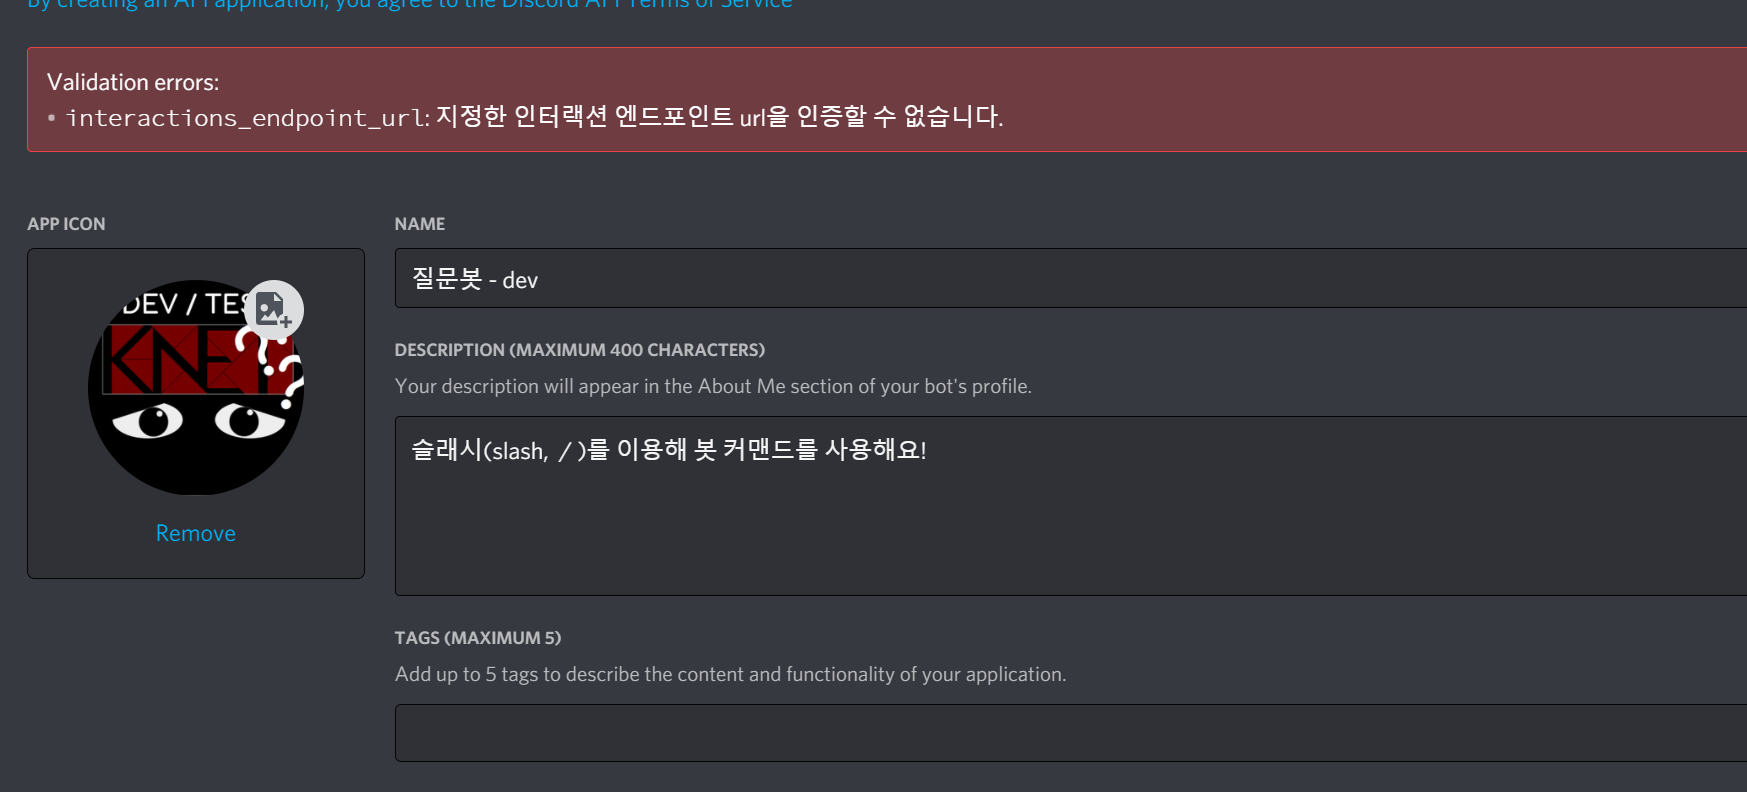 By creating an API application, you agree to the Discord API Terms of Service
Validation errors:
• interactions_endpoint_url: 지정한 인터랙션 엔드포인트 url을 인증할 수 없습니다.
APP ICON
NAME
DEV / TES
KNE
??
질문봇 - dev
DESCRIPTION (MAXIMUM 400 CHARACTERS)
Your description will appear in the About Me section of your bot's profile.
슬래시(slash, / )를 이용해 봇 커맨드를 사용해요!
Remove
TAGS (MAXIMUM 5)
Add up to 5 tags to describe the content and functionality of your application.